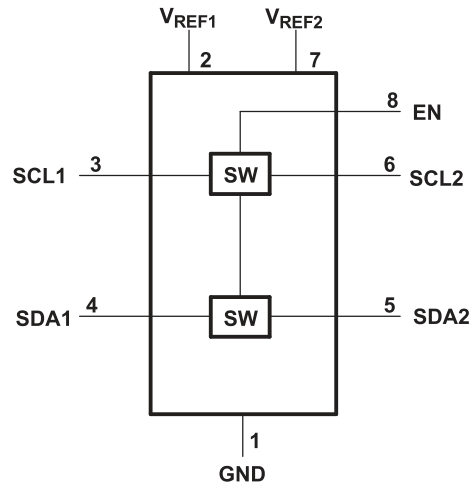 VREF1 VREF2
2 7
8 EN
SCL1 3 SW 6 SCL2
SDA1 4 SW 5 SDA2
1
GND